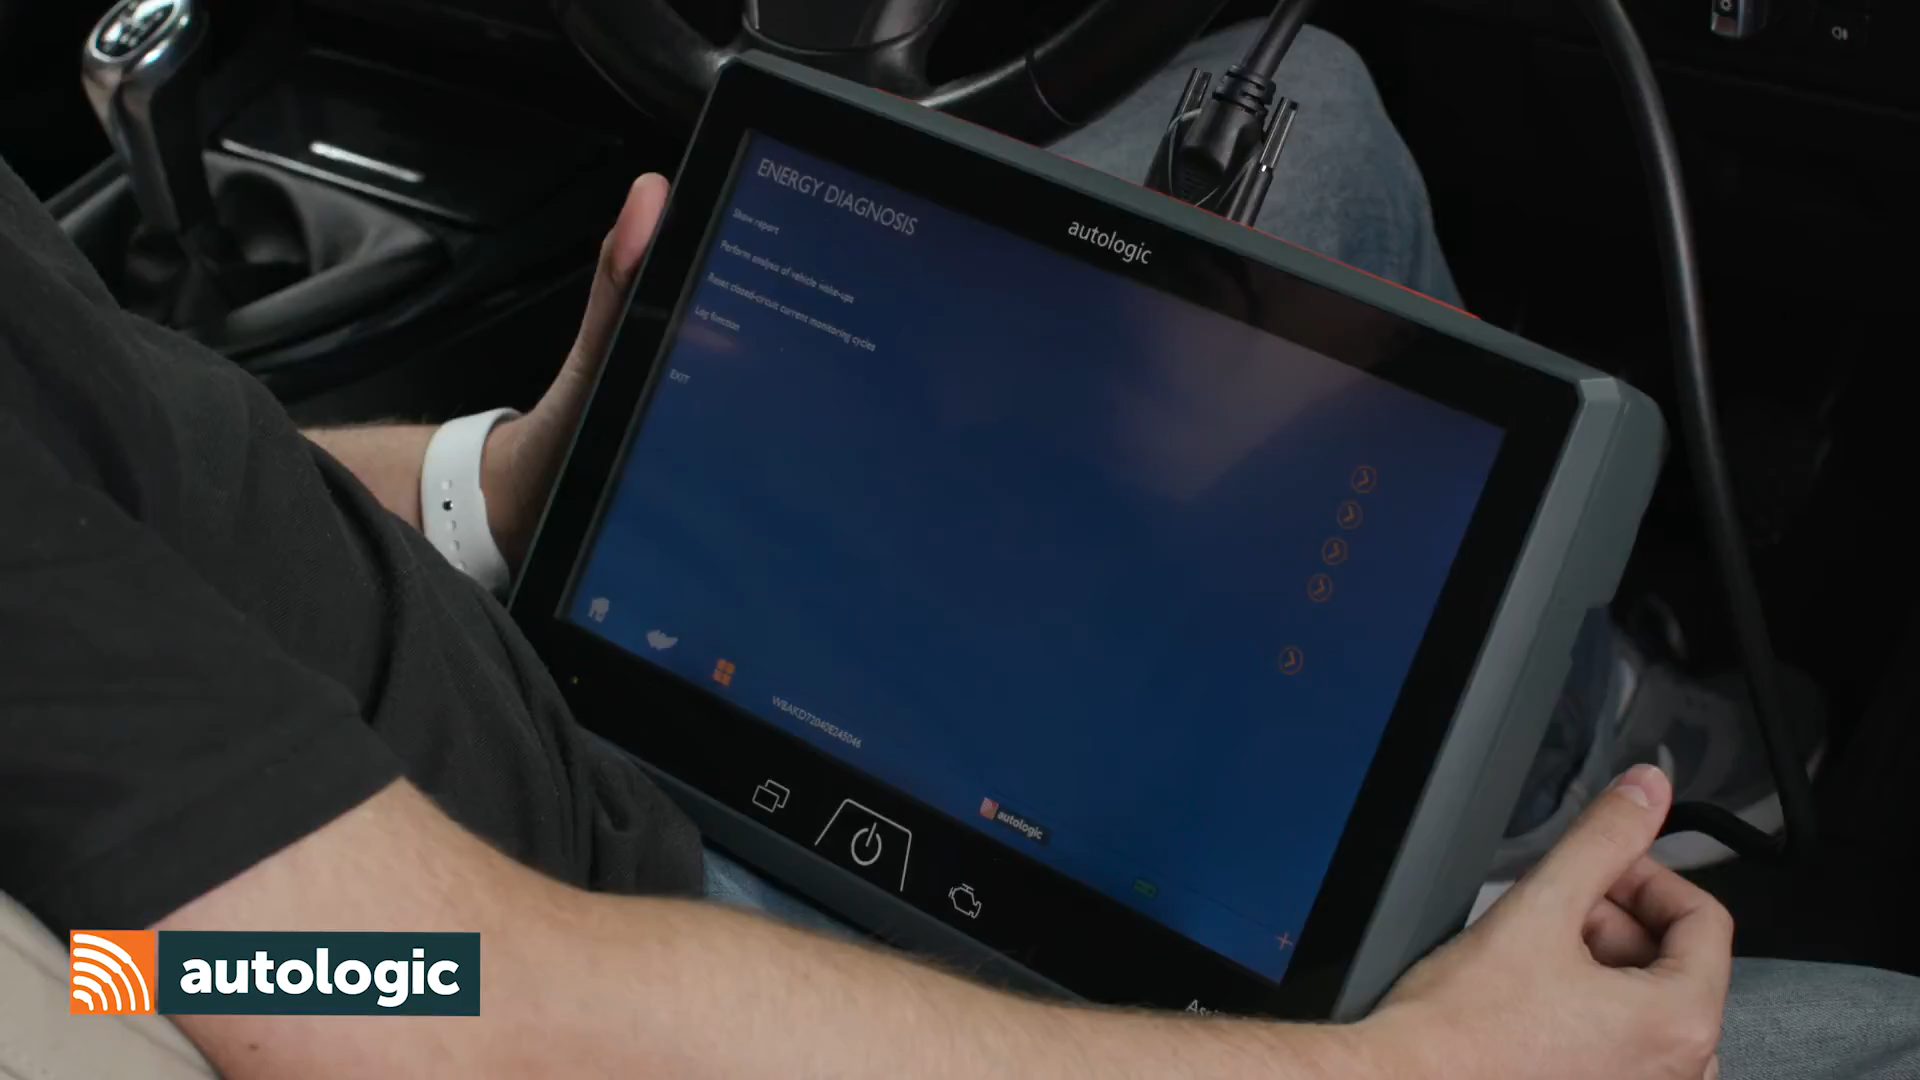 ENERGY DIAGNOSIS
autologic
Show report
Perform analysis of vehicle wake-ups
Reset closed-circuit current monitoring cycles
Log function
EXIT
WBAKD72040E245046
autologic
autologic